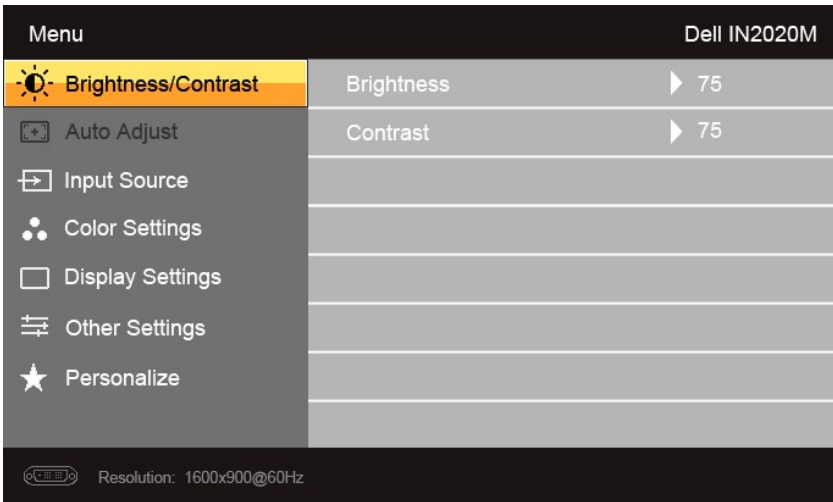 Menu Dell IN2020M
Brightness/Contrast Brightness 75
Auto Adjust Contrast 75
Input Source
Color Settings
Display Settings
Other Settings
Personalize
Resolution: 1600x900@60Hz